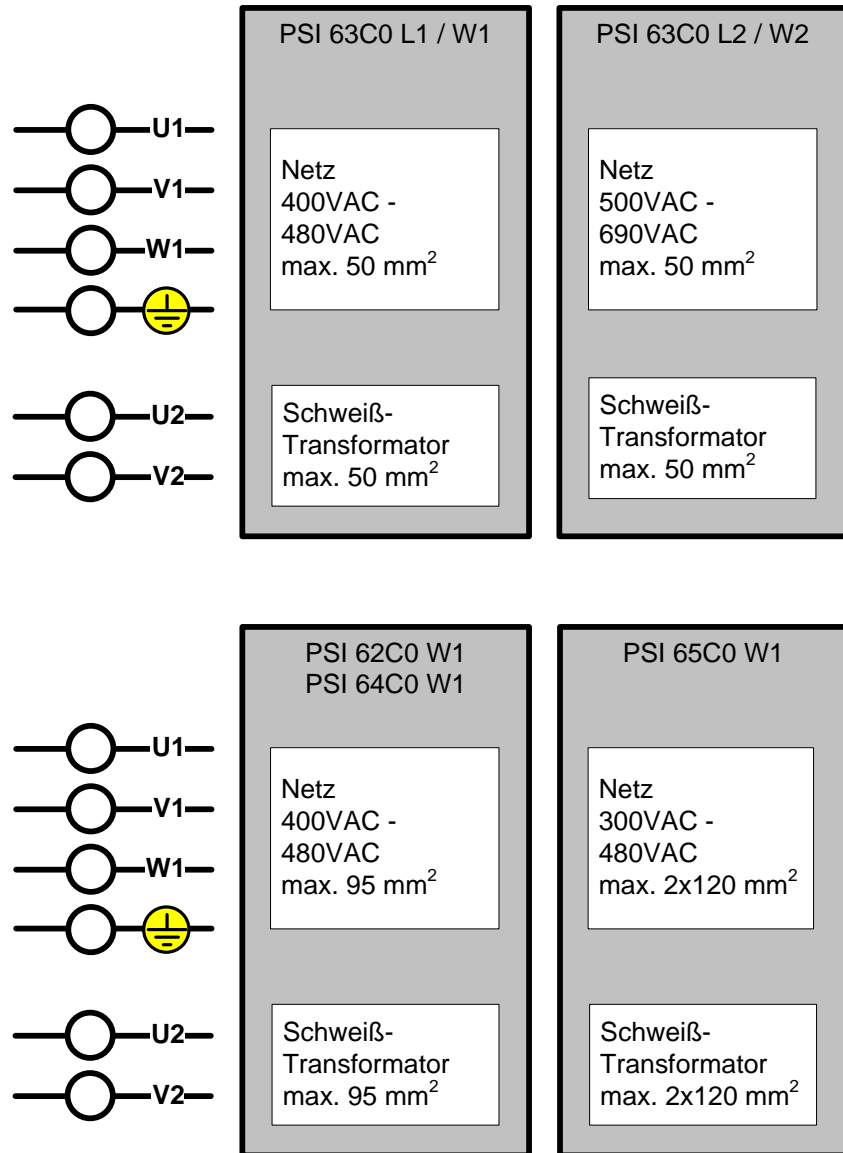 PSI 63C0 L1 / W1
PSI 63C0 L2 / W2
U1
V1
W1
U2
V2
Netz
400VAC -
480VAC
max. 50 mm²
Schweiß-
Transformator
max. 50 mm²
Netz
500VAC -
690VAC
max. 50 mm²
Schweiß-
Transformator
max. 50 mm²
PSI 62C0 W1
PSI 64C0 W1
PSI 65C0 W1
U1
V1
W1
U2
V2
Netz
400VAC -
480VAC
max. 95 mm²
Schweiß-
Transformator
max. 95 mm²
Netz
300VAC -
480VAC
max. 2x120 mm²
Schweiß-
Transformator
max. 2x120 mm²